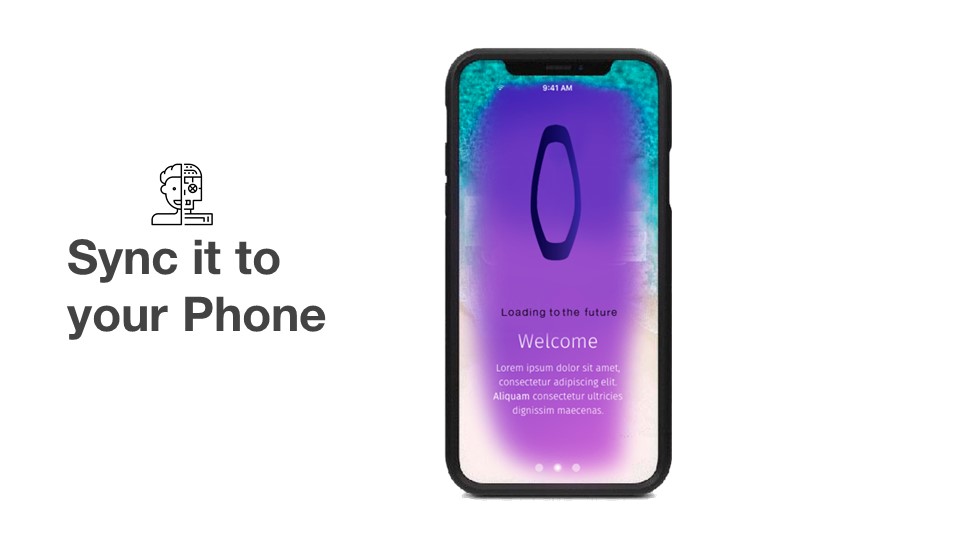 Sync it to
your Phone
9:41 AM
Loading to the future
Welcome
Lorem ipsum dolor sit amet,
consectetur adipiscing elit.
Aliquam consectetur ultricies
dignissim maecenas.